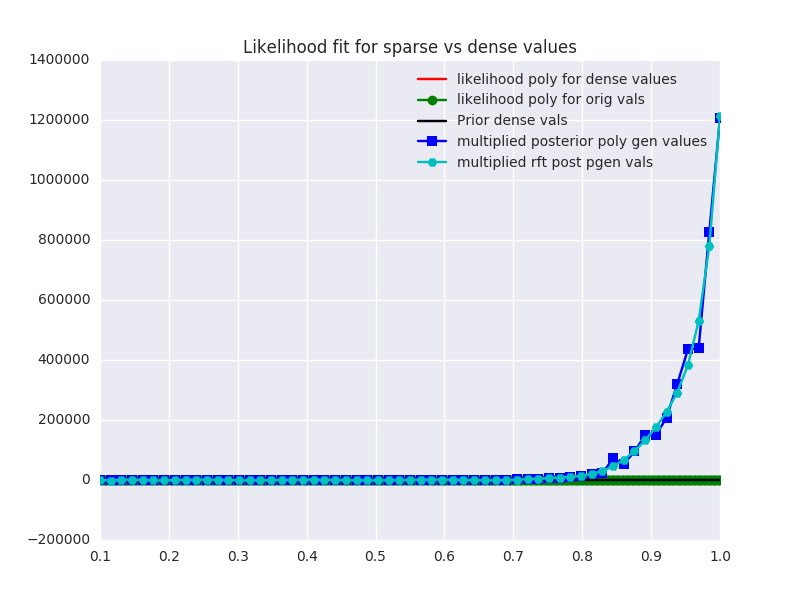 Likelihood fit for sparse vs dense values
1400000
1200000
1000000
800000
600000
400000
200000
0
−200000
0.1 0.2 0.3 0.4 0.5 0.6 0.7 0.8 0.9 1.0
likelihood poly for dense values
likelihood poly for orig vals
Prior dense vals
multiplied posterior poly gen values
multiplied rft post pgen vals